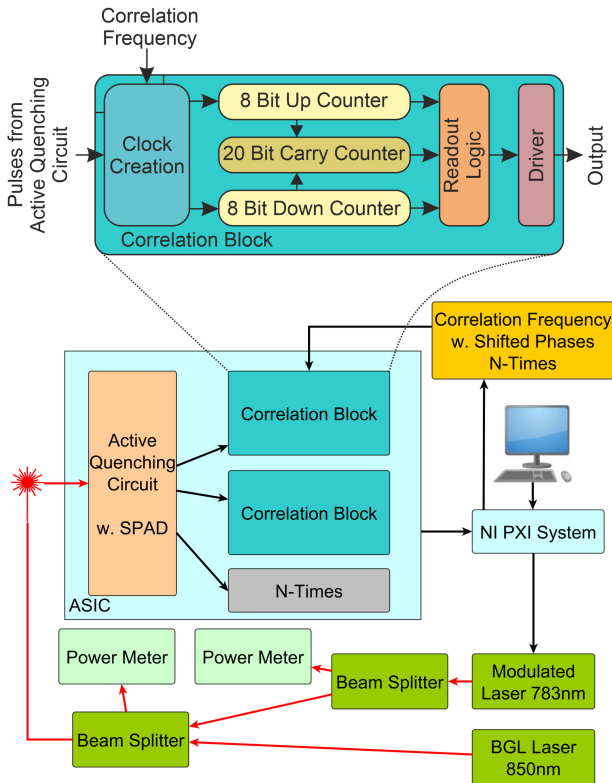 Correlation
Frequency
Pulses from
Active Quenching
Circuit
Clock
Creation
8 Bit Up Counter
20 Bit Carry Counter
8 Bit Down Counter
Readout
Logic
Driver
Output
Correlation Block
Correlation Frequency
w. Shifted Phases
N-Times
Active
Quenching
Circuit
w. SPAD
Correlation Block
Correlation Block
N-Times
ASIC
NI PXI System
Power Meter
Power Meter
Beam Splitter
Modulated
Laser 783nm
Beam Splitter
BGL Laser
850nm